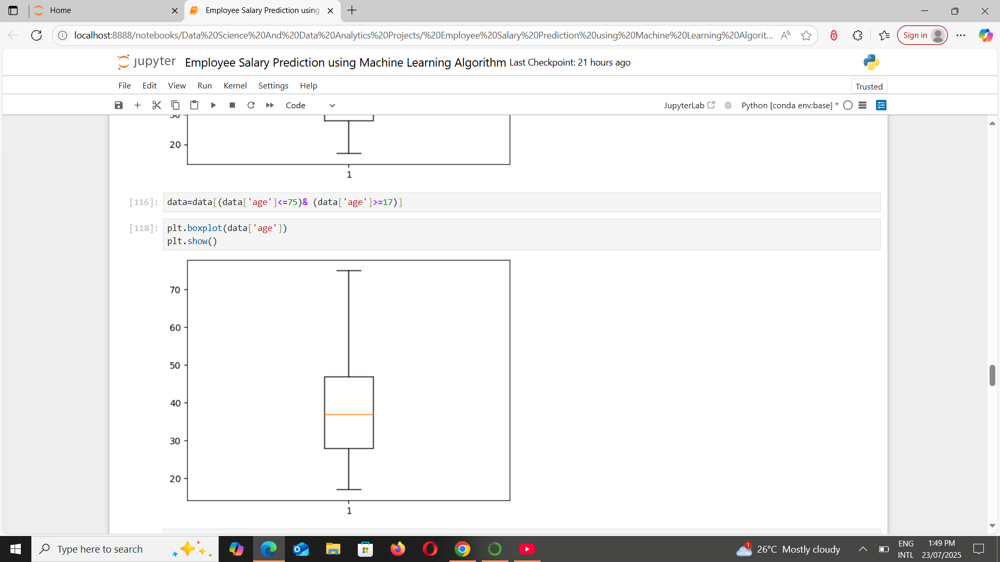 Home
Employee Salary Prediction using
localhost:8888/notebooks/Data%20Science%20And%20Data%20Analytics%20Projects/%20Employee%20Salary%20Prediction%20using%20Machine%20Learning%20Algorit...
Sign in
jupyter Employee Salary Prediction using Machine Learning Algorithm Last Checkpoint: 21 hours ago
File Edit View Run Kernel Settings Help
Trusted
Code
JupyterLab
Python [conda env:base] *
20
1
[116]: data=data[(data['age']<=75)& (data['age']>=17)]
[118]: plt.boxplot(data['age'])
plt.show()
70
60
50
40
30
20
1
Type here to search
1
26°C Mostly cloudy
ENG
INTL
1:49 PM
23/07/2025